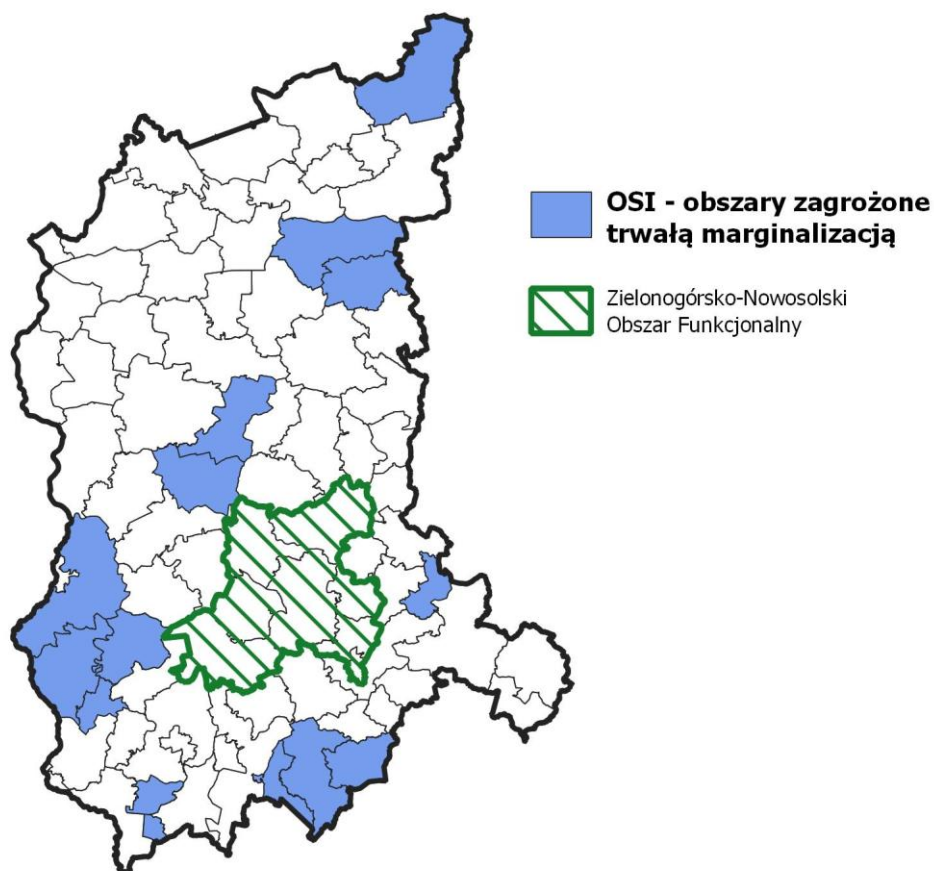 OSI - obszary zagrożone
trwałą marginalizacją
Zielonogórsko-Nowosolski
Obszar Funkcjonalny